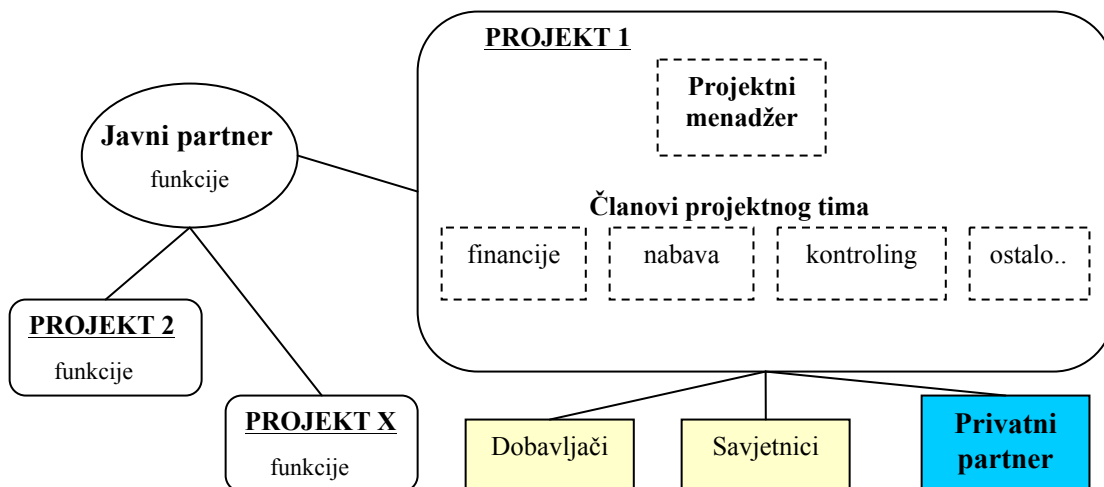 PROJEKT 1
Projektni
menadžer
Javni partner
funkcije
Članovi projektnog tima
financije
nabava
kontroling
ostalo..
PROJEKT 2
funkcije
PROJEKT X
funkcije
Dobavljači
Savjetnici
Privatni
partner